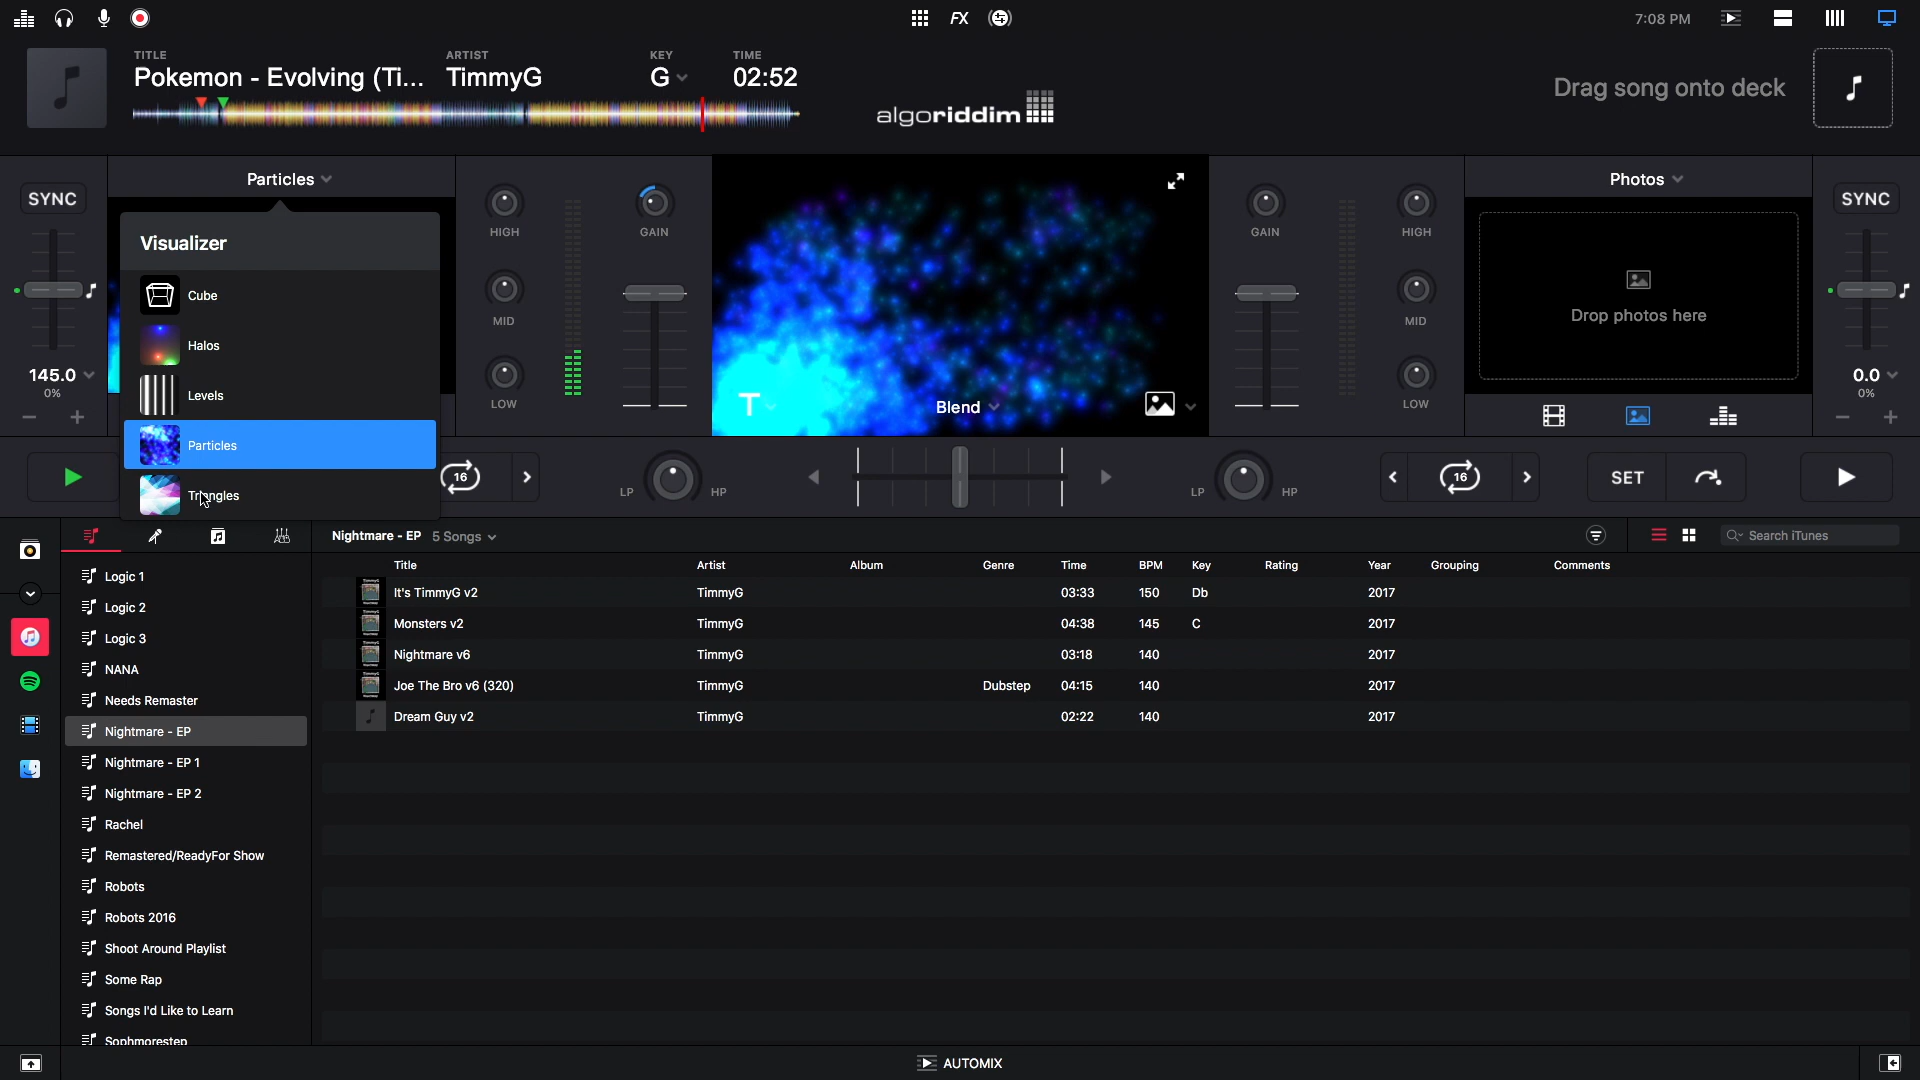 FX
7:08 PM
TITLE ARTIST KEY TIME
Pokemon - Evolving (Ti... TimmyG G 02:52
algoriddim
Drag song onto deck
SYNC Particles Photos SYNC
Visualizer
Cube
Halos
Levels
Particles
Triangles
HIGH GAIN
MID
LOW
T Blend
GAIN HIGH
MID
LOW
Drop photos here
145.0
0%
0.0
0%
16 LP HP LP HP 16 SET
Nightmare - EP 5 Songs Search iTunes
Title Artist Album Genre Time BPM Key Rating Year Grouping Comments
It's TimmyG v2 TimmyG 03:33 150 Db 2017
Monsters v2 TimmyG 04:38 145 C 2017
Nightmare v6 TimmyG 03:18 140 2017
Joe The Bro v6 (320) TimmyG Dubstep 04:15 140 2017
Dream Guy v2 TimmyG 02:22 140 2017
Logic 1
Logic 2
Logic 3
NANA
Needs Remaster
Nightmare - EP
Nightmare - EP 1
Nightmare - EP 2
Rachel
Remastered/ReadyFor Show
Robots
Robots 2016
Shoot Around Playlist
Some Rap
Songs I'd Like to Learn
Sophmorestep
AUTOMIX